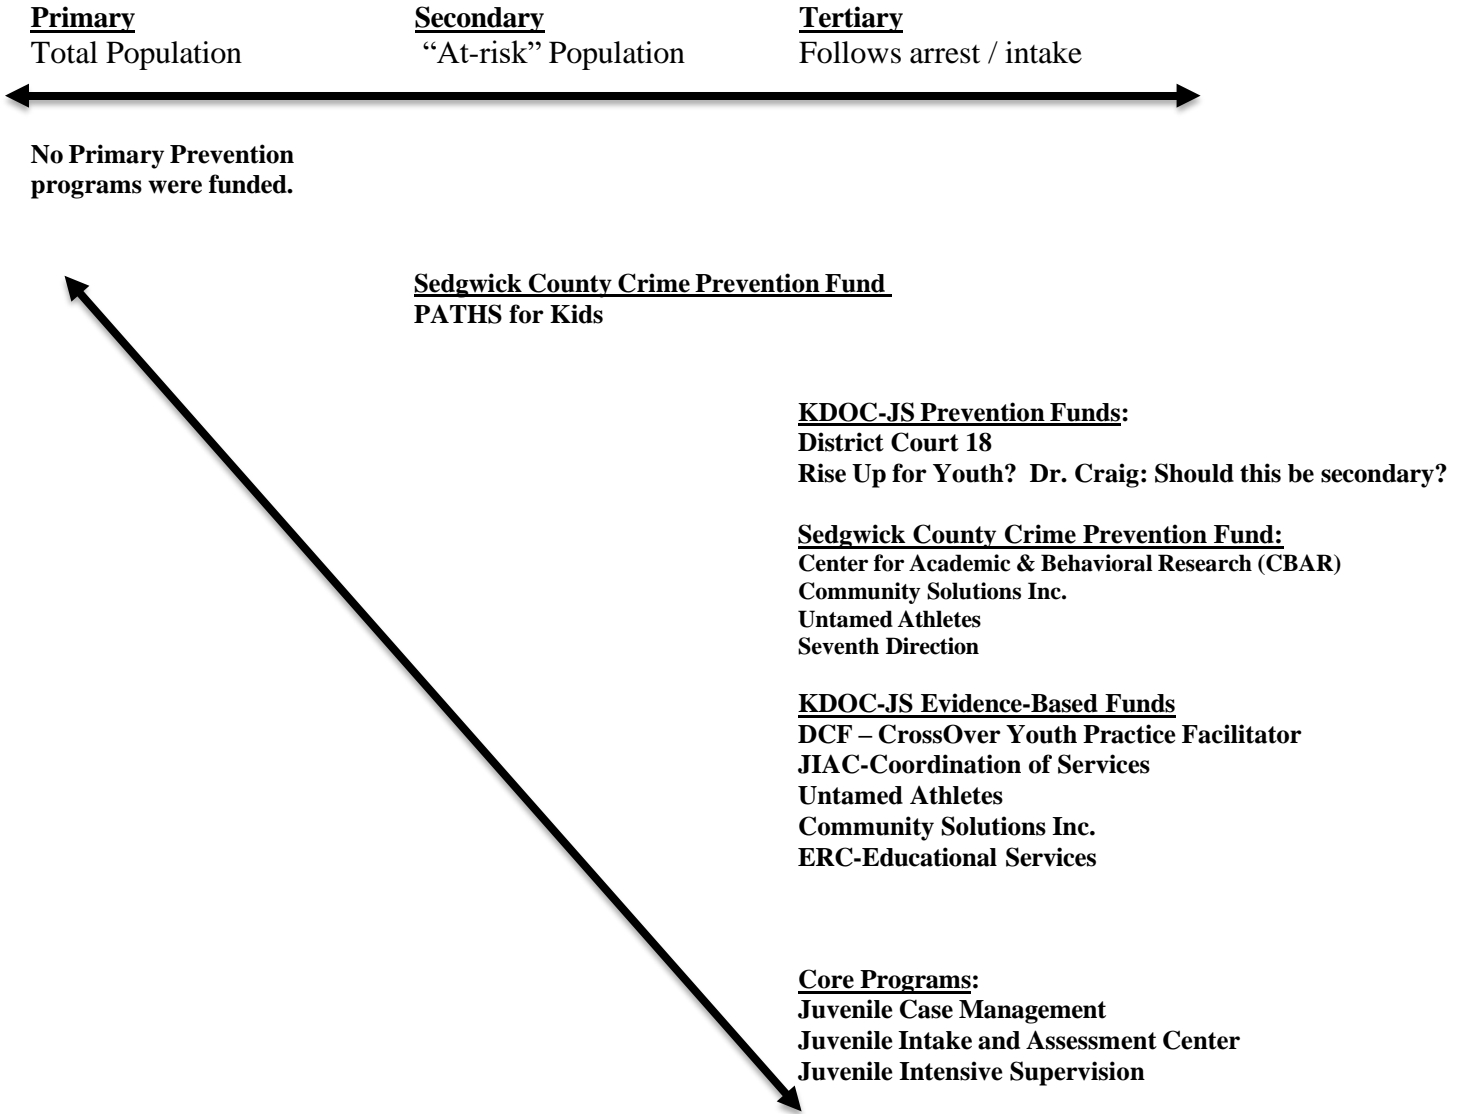 Primary
Total Population
Secondary
“At-risk” Population
Tertiary
Follows arrest / intake
No Primary Prevention
programs were funded.
Sedgwick County Crime Prevention Fund
PATHS for Kids
KDOC-JS Prevention Funds:
District Court 18
Rise Up for Youth?  Dr. Craig: Should this be secondary?
Sedgwick County Crime Prevention Fund:
Center for Academic & Behavioral Research (CBAR)
Community Solutions Inc.
Untamed Athletes
Seventh Direction
KDOC-JS Evidence-Based Funds
DCF – CrossOver Youth Practice Facilitator
JIAC-Coordination of Services
Untamed Athletes
Community Solutions Inc.
ERC-Educational Services
Core Programs:
Juvenile Case Management
Juvenile Intake and Assessment Center
Juvenile Intensive Supervision